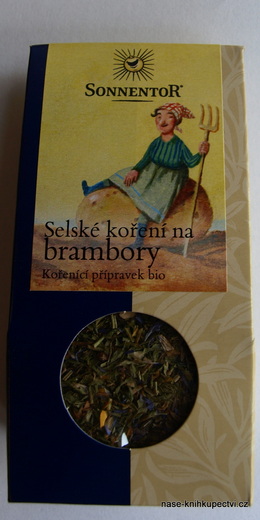 SONNENTOR
Selské koření na
brambory
Kořenící přípravek bio
nase-knihkupectvi.cz